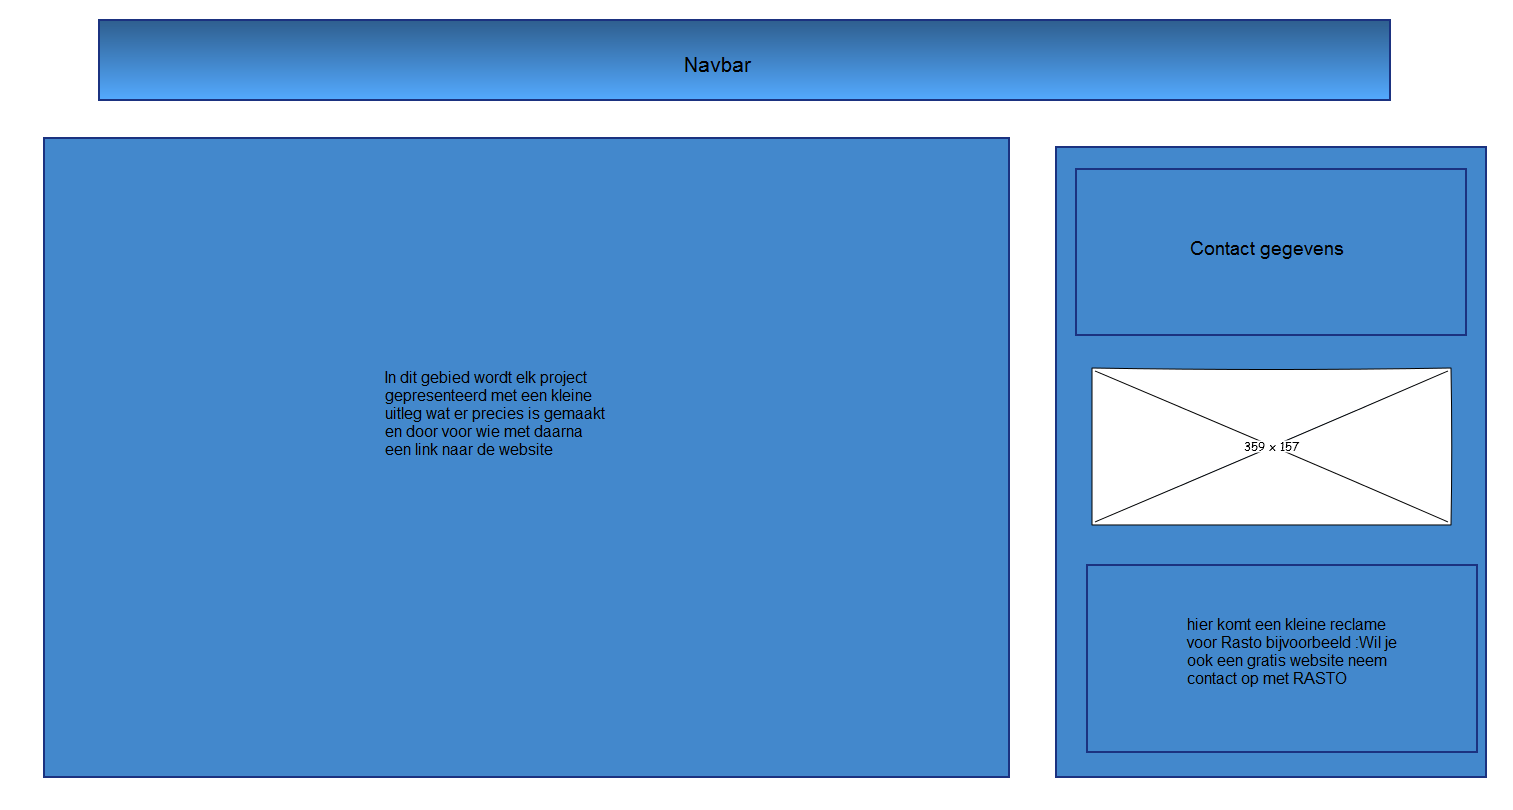 Navbar
In dit gebied wordt elk project
gepresenteerd met een kleine
uitleg wat er precies is gemaakt
en door voor wie met daarna
een link naar de website
Contact gegevens
359 x 157
hier komt een kleine reclame
voor Rasto bijvoorbeeld :Wil je
ook een gratis website neem
contact op met RASTO